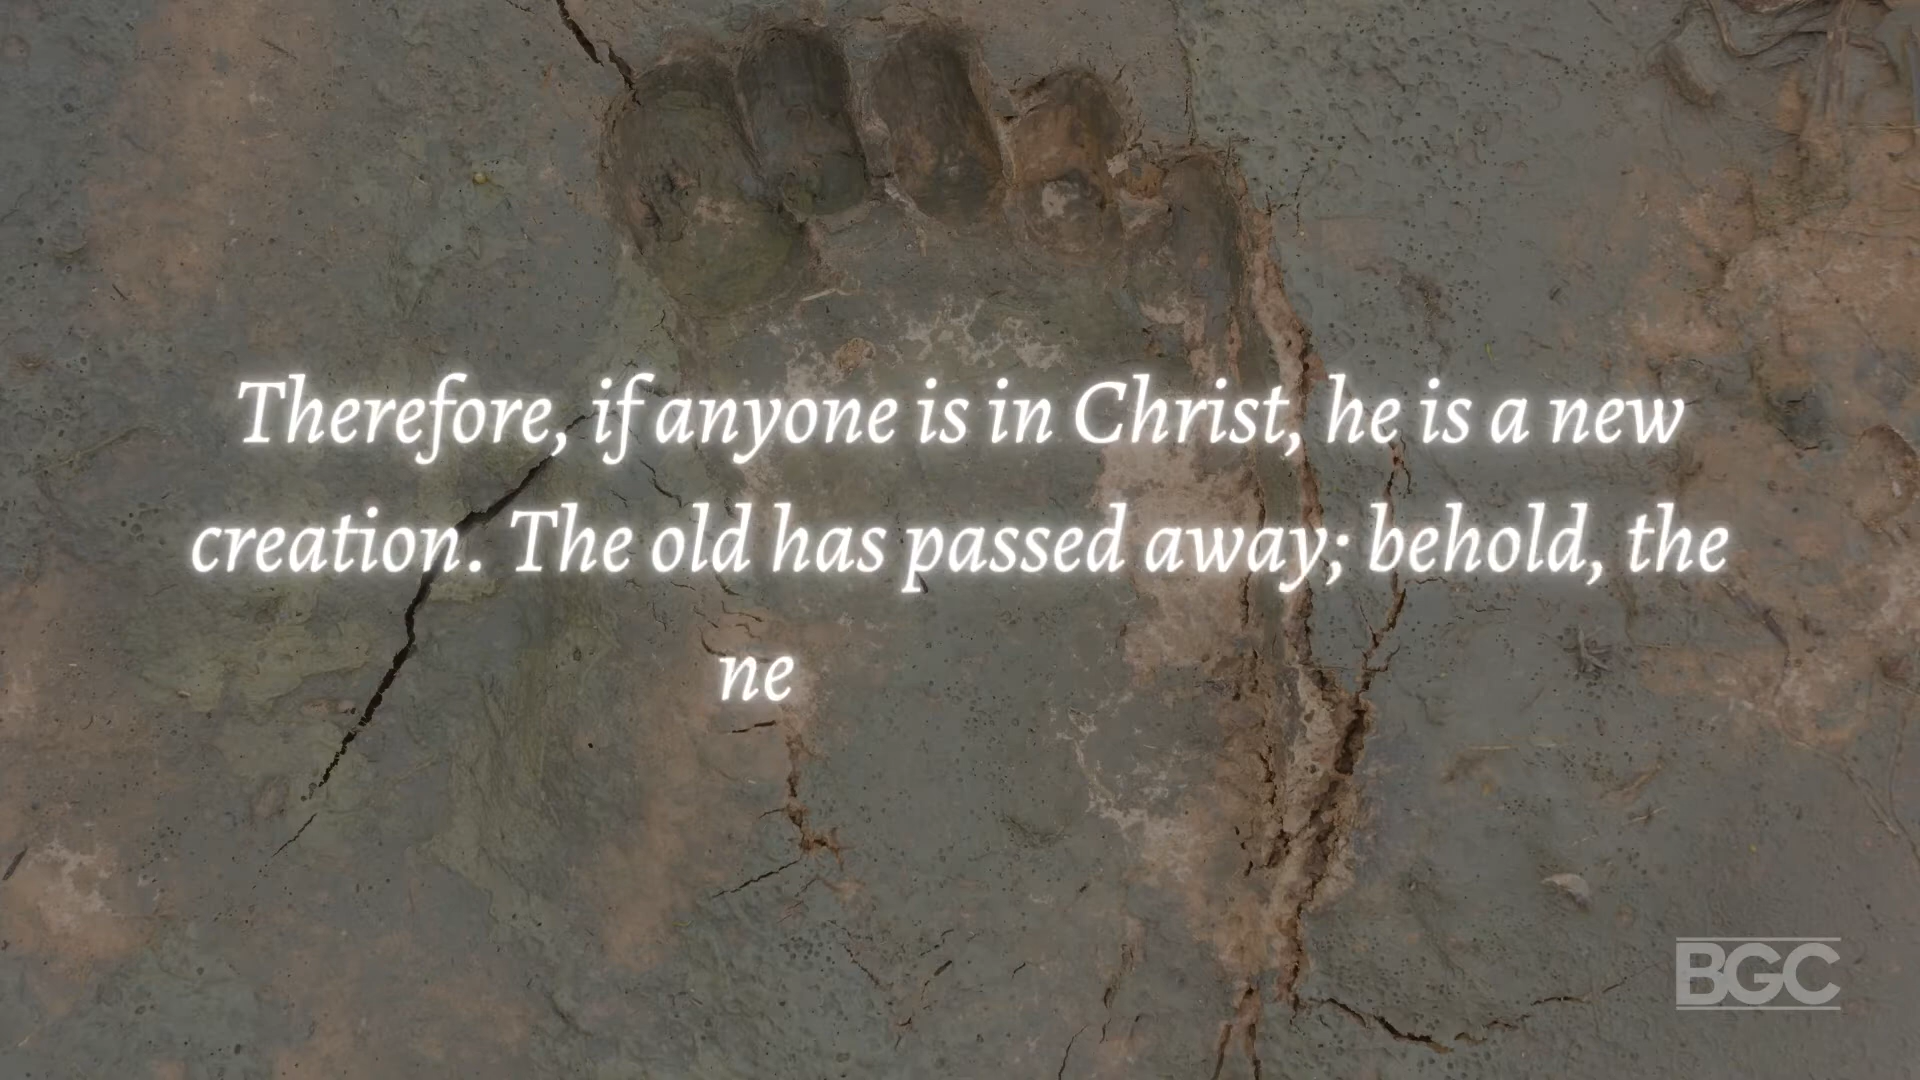 Therefore, if anyone is in Christ, he is a new
creation. The old has passed away; behold, the
ne
BGC